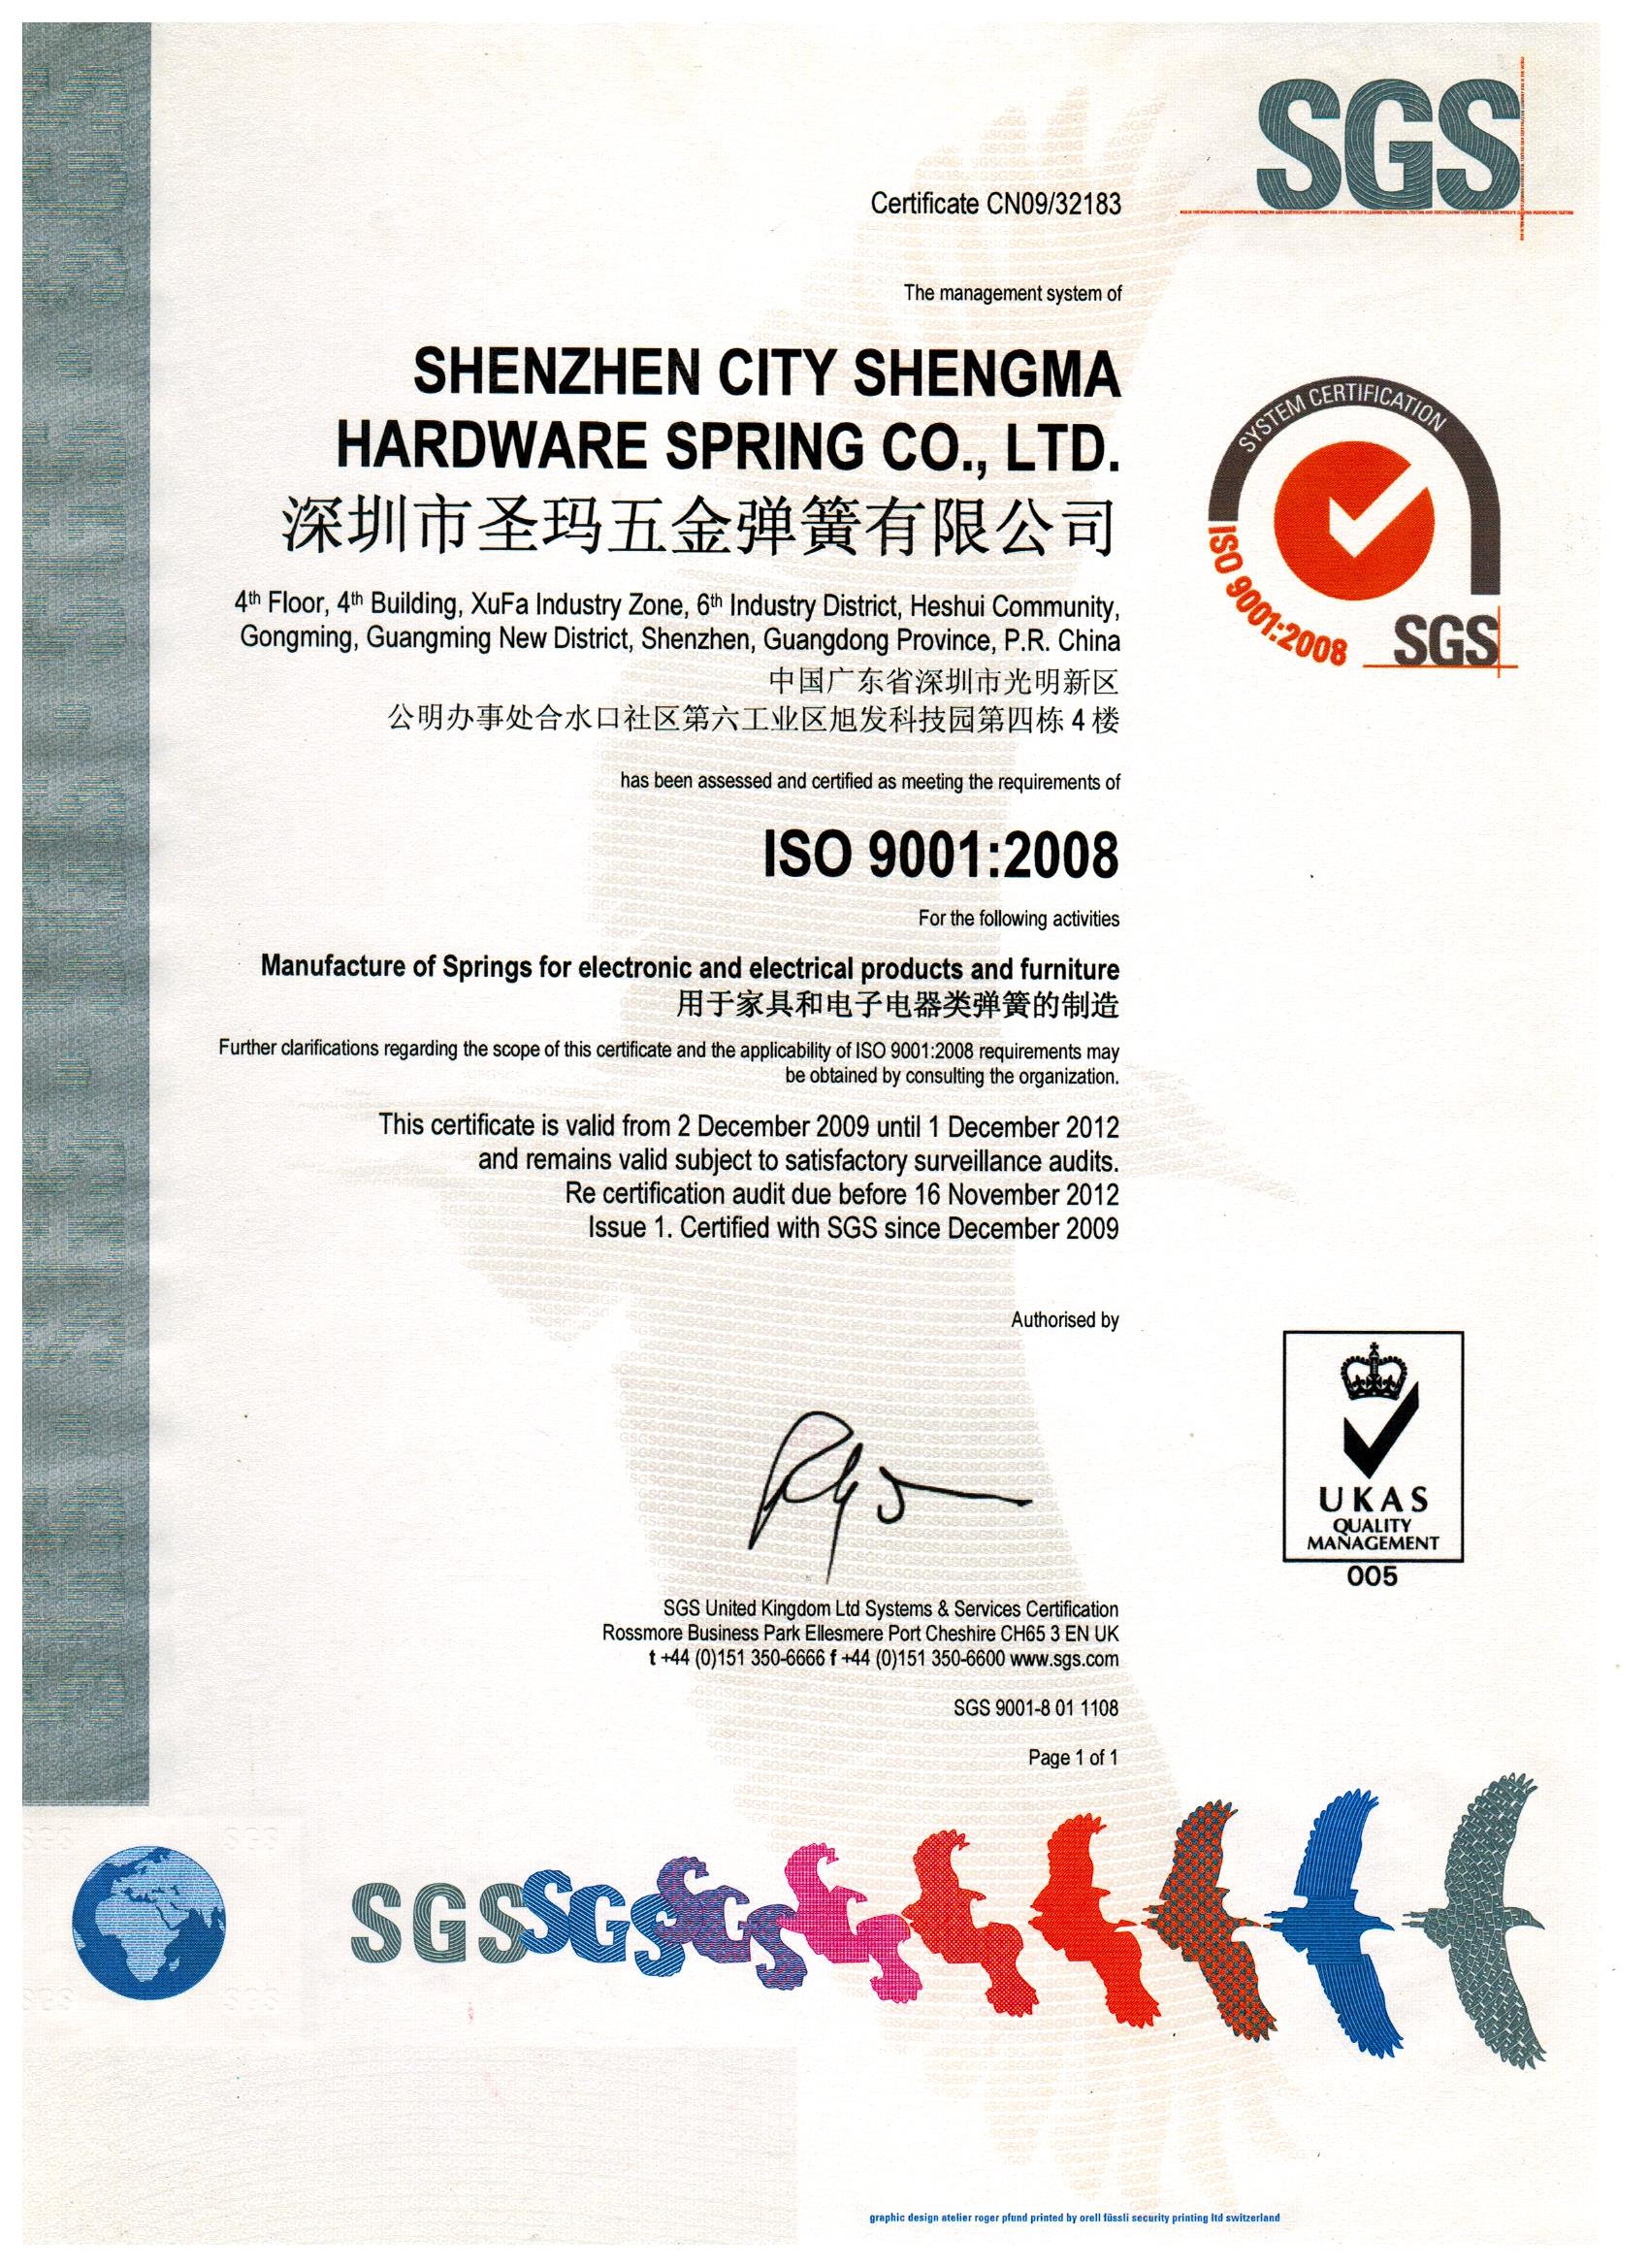 SGS
Certificate CN09/32183
The management system of
SHENZHEN CITY SHENGMA
HARDWARE SPRING CO., LTD.
深圳市圣玛五金弹簧有限公司
SYSTEM CERTIFICATION
ISO 9001:2008
SGS
4th Floor, 4th Building, XuFa Industry Zone, 6th Industry District, Heshui Community,
Gongming, Guangming New District, Shenzhen, Guangdong Province, P.R. China
中国广东省深圳市光明新区
公明办事处合水口社区第六工业区旭发科技园第四栋 4 楼
has been assessed and certified as meeting the requirements of
ISO 9001:2008
For the following activities
Manufacture of Springs for electronic and electrical products and furniture
用于家具和电子电器类弹簧的制造
Further clarifications regarding the scope of this certificate and the applicability of ISO 9001:2008 requirements may
be obtained by consulting the organization.
This certificate is valid from 2 December 2009 until 1 December 2012
and remains valid subject to satisfactory surveillance audits.
Re certification audit due before 16 November 2012
Issue 1. Certified with SGS since December 2009
Authorised by
UKAS
QUALITY
MANAGEMENT
005
SGS United Kingdom Ltd Systems & Services Certification
Rossmore Business Park Ellesmere Port Cheshire CH65 3 EN UK
t +44 (0)151 350-6666 f +44 (0)151 350-6600 www.sgs.com
SGS 9001-8 01 1108
Page 1 of 1
SGS SGS SGS
graphic design atelier roger pfund printed by orell füssli security printing ltd switzerland